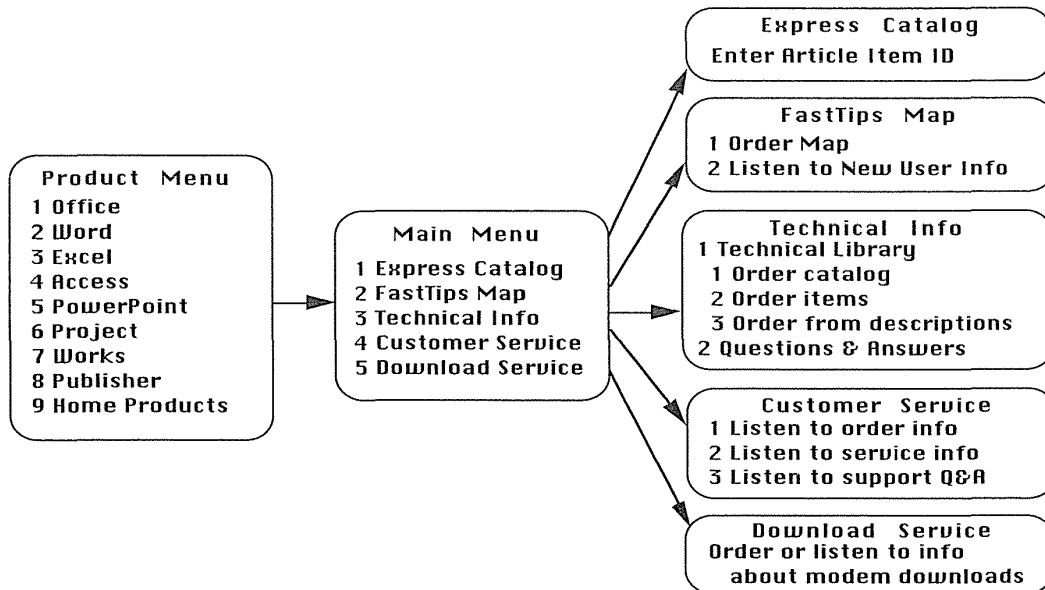 Product Menu
1 Office
2 Word
3 Excel
4 Access
5 PowerPoint
6 Project
7 Works
8 Publisher
9 Home Products
Main Menu
1 Express Catalog
2 FastTips Map
3 Technical Info
4 Customer Service
5 Download Service
Express Catalog
Enter Article Item ID
FastTips Map
1 Order Map
2 Listen to New User Info
Technical Info
1 Technical Library
1 Order catalog
2 Order items
3 Order from descriptions
2 Questions & Answers
Customer Service
1 Listen to order info
2 Listen to service info
3 Listen to support Q&A
Download Service
Order or listen to info
about modem downloads